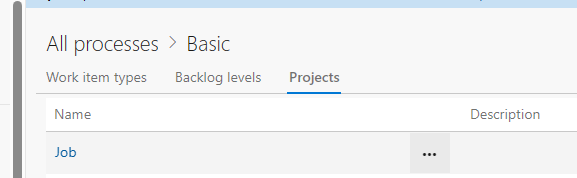 All processes > Basic
Work item types Backlog levels Projects
Name Description
Job ...